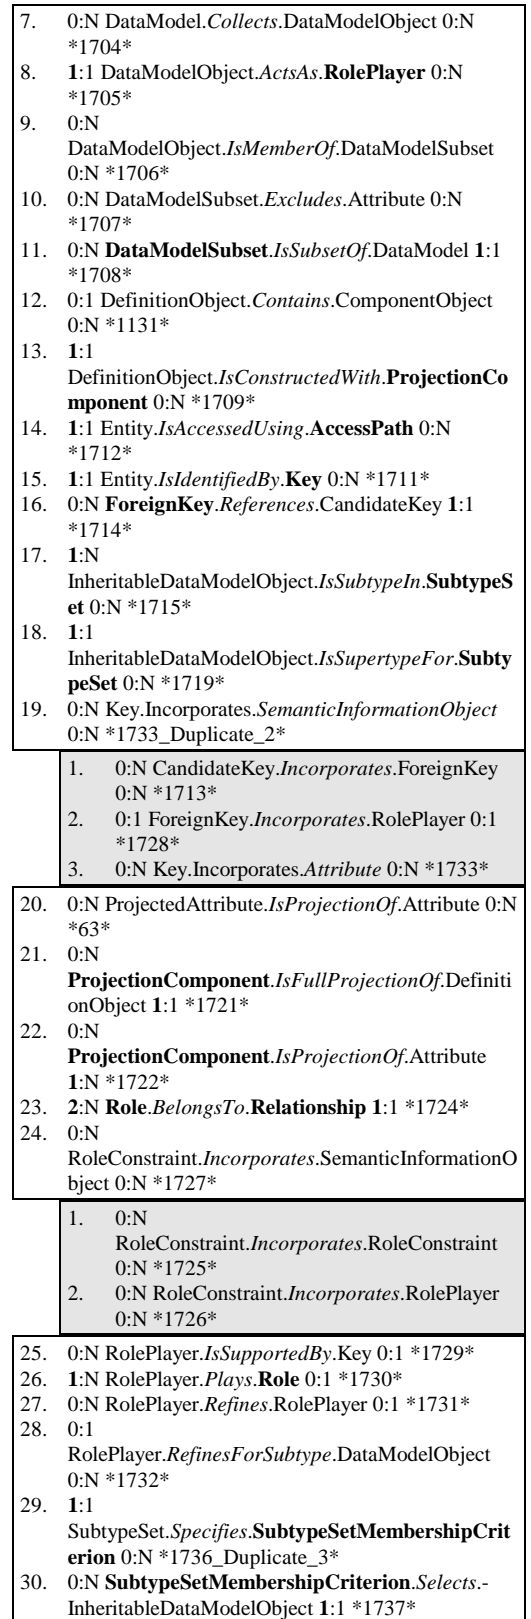 7. 0:N DataModel.Collects.DataModelObject 0:N
*1704*
8. 1:1 DataModelObject.ActsAs.RolePlayer 0:N
*1705*
9. 0:N
DataModelObject.IsMemberOf.DataModelSubset
0:N *1706*
10. 0:N DataModelSubset.Excludes.Attribute 0:N
*1707*
11. 0:N DataModelSubset.IsSubsetOf.DataModel 1:1
*1708*
12. 0:1 DefinitionObject.Contains.ComponentObject
0:N *1131*
13. 1:1
DefinitionObject.IsConstructedWith.ProjectionCo
mponent 0:N *1709*
14. 1:1 Entity.IsAccessedUsing.AccessPath 0:N
*1712*
15. 1:1 Entity.IsIdentifiedBy.Key 0:N *1711*
16. 0:N ForeignKey.References.CandidateKey 1:1
*1714*
17. 1:N
InheritableDataModelObject.IsSubtypeIn.SubtypeS
et 0:N *1715*
18. 1:1
InheritableDataModelObject.IsSupertypeFor.Subty
peSet 0:N *1719*
19. 0:N Key.Incorporates.SemanticInformationObject
0:N *1733_Duplicate_2*
1. 0:N CandidateKey.Incorporates.ForeignKey
0:N *1713*
2. 0:1 ForeignKey.Incorporates.RolePlayer 0:1
*1728*
3. 0:N Key.Incorporates.Attribute 0:N *1733*
20. 0:N ProjectedAttribute.IsProjectionOf.Attribute 0:N
*63*
21. 0:N
ProjectionComponent.IsFullProjectionOf.Definiti
onObject 1:1 *1721*
22. 0:N
ProjectionComponent.IsProjectionOf.Attribute
1:N *1722*
23. 2:N Role.BelongsTo.Relationship 1:1 *1724*
24. 0:N
RoleConstraint.Incorporates.SemanticInformationO
bject 0:N *1727*
1. 0:N
RoleConstraint.Incorporates.RoleConstraint
0:N *1725*
2. 0:N RoleConstraint.Incorporates.RolePlayer
0:N *1726*
25. 0:N RolePlayer.IsSupportedBy.Key 0:1 *1729*
26. 1:N RolePlayer.Plays.Role 0:1 *1730*
27. 0:N RolePlayer.Refines.RolePlayer 0:1 *1731*
28. 0:1
RolePlayer.RefinesForSubtype.DataModelObject
0:N *1732*
29. 1:1
SubtypeSet.Specifies.SubtypeSetMembershipCrit
erion 0:N *1736_Duplicate_3*
30. 0:N SubtypeSetMembershipCriterion.Selects.-
InheritableDataModelObject 1:1 *1737*